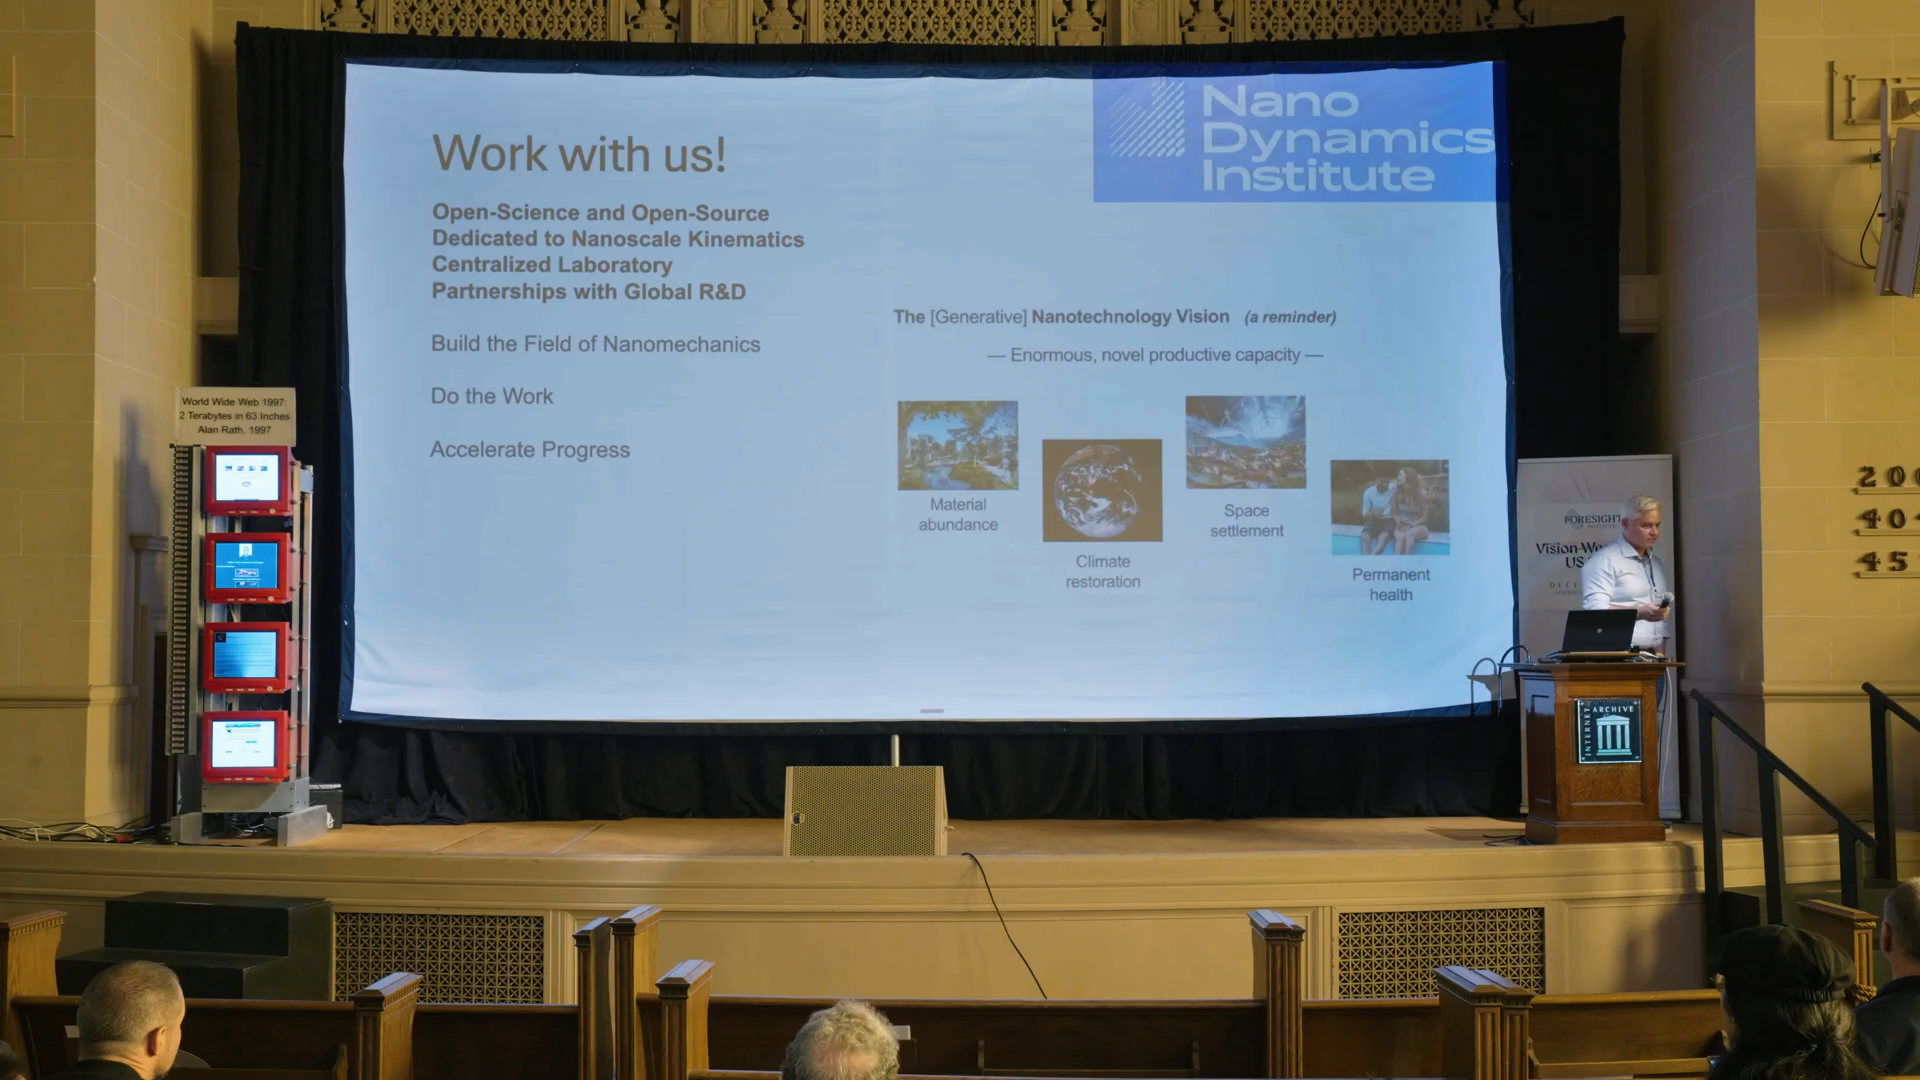 Work with us!
Open-Science and Open-Source
Dedicated to Nanoscale Kinematics
Centralized Laboratory
Partnerships with Global R&D
Build the Field of Nanomechanics
Do the Work
Accelerate Progress
Nano
Dynamics
Institute
The [Generative] Nanotechnology Vision (a reminder)
— Enormous, novel productive capacity —
Material
abundance
Climate
restoration
Space
settlement
Permanent
health
World Wide Web 1997:
2 Terabytes in 63 Inches
Alan Rath, 1997
FORESIGHT
INSTITUTE
Vision
US
INTERNET
ARCHIVE